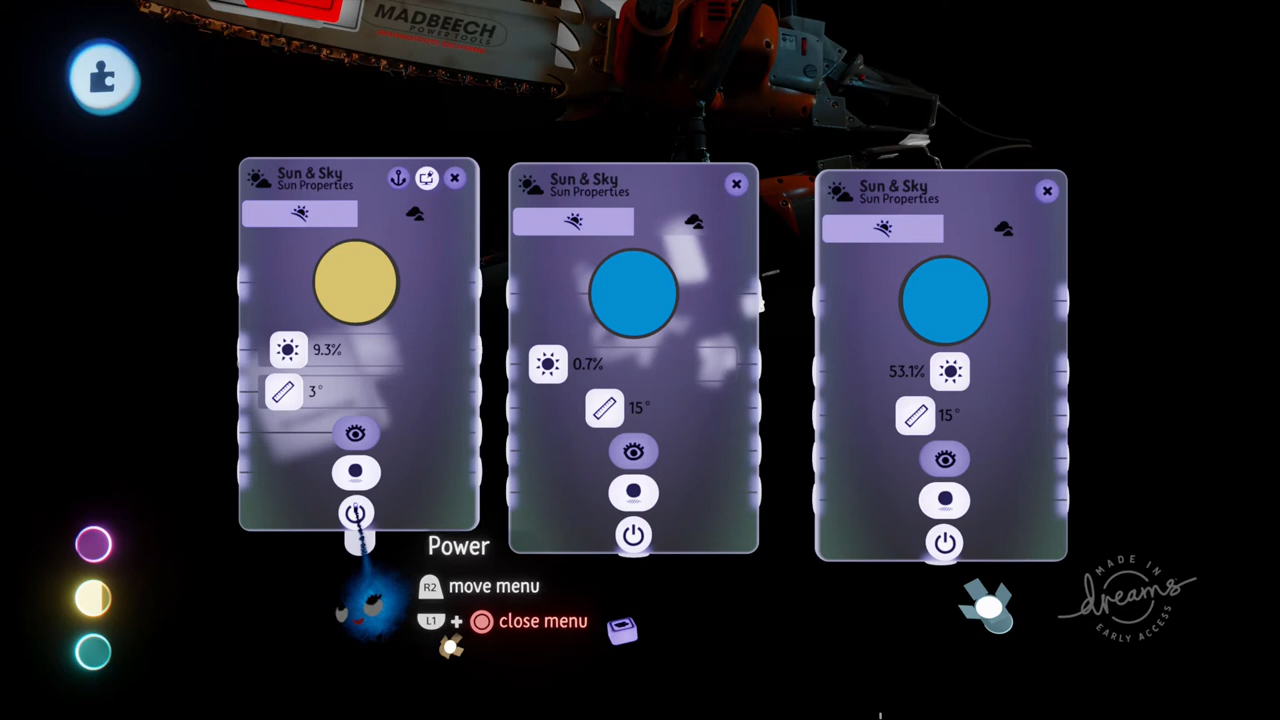 MADBEECH
POWER TOOLS
Sun & Sky
Sun Properties
9.3%
3°
Sun & Sky
Sun Properties
0.7%
15°
Sun & Sky
Sun Properties
53.1%
15°
Power
R2 move menu
L1 + close menu
MADE IN
dreams
EARLY ACCESS